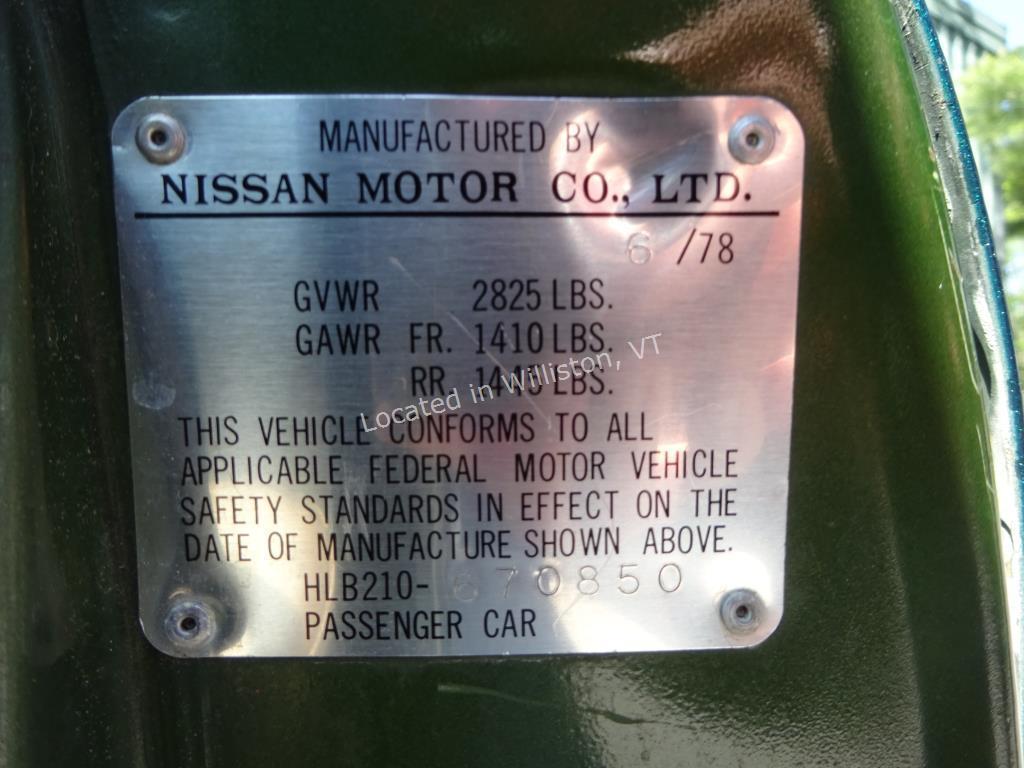 MANUFACTURED BY
NISSAN MOTOR CO., LTD.
6 /78
GVWR 2825 LBS.
GAWR FR. 1410 LBS.
RR. LBS.
Located in Williston, VT
THIS VEHICLE CONFORMS TO ALL
APPLICABLE FEDERAL MOTOR VEHICLE
SAFETY STANDARDS IN EFFECT ON THE
DATE OF MANUFACTURE SHOWN ABOVE.
HLB210- 670850
PASSENGER CAR